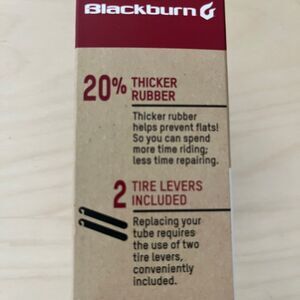 Blackburn
20% THICKER
RUBBER
Thicker rubber
helps prevent flats!
So you can spend
more time riding;
less time repairing.
2 TIRE LEVERS
INCLUDED
Replacing your
tube requires
the use of two
tire levers,
conveniently
included.